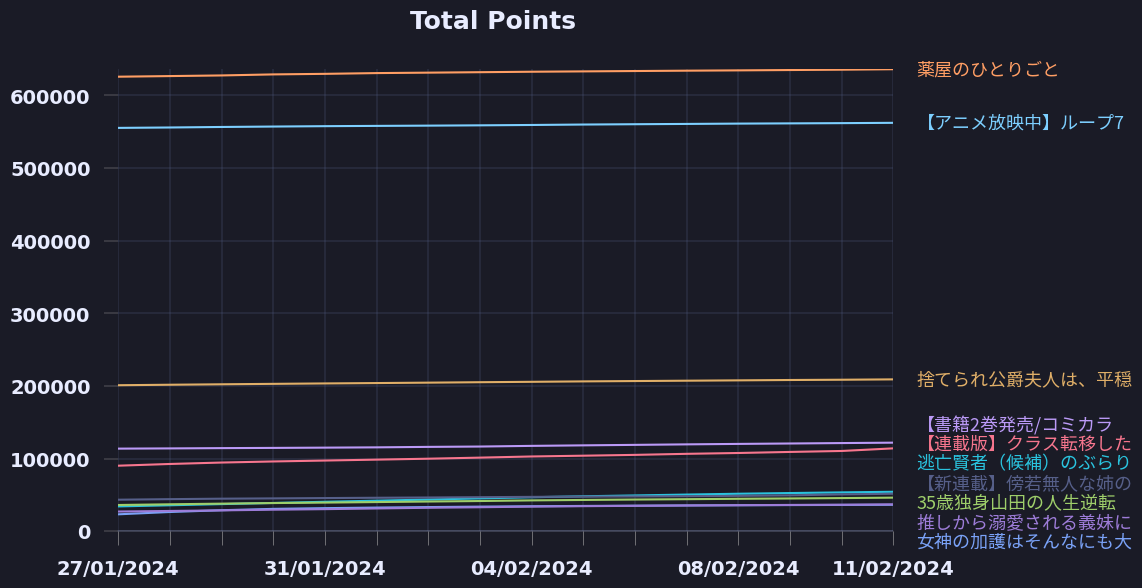 Total Points
600000
500000
400000
300000
200000
100000
0
27/01/2024
31/01/2024
04/02/2024
08/02/2024
11/02/2024
薬屋のひとりごと
【アニメ放映中】ループ7
捨てられ公爵夫人は、平穏
【書籍2巻発売/コミカラ
【連載版】クラス転移した
逃亡賢者（候補）のぶらり
【新連載】傍若無人な姉の
35歳独身山田の人生逆転
推しから溺愛される義妹に
女神の加護はそんなにも大